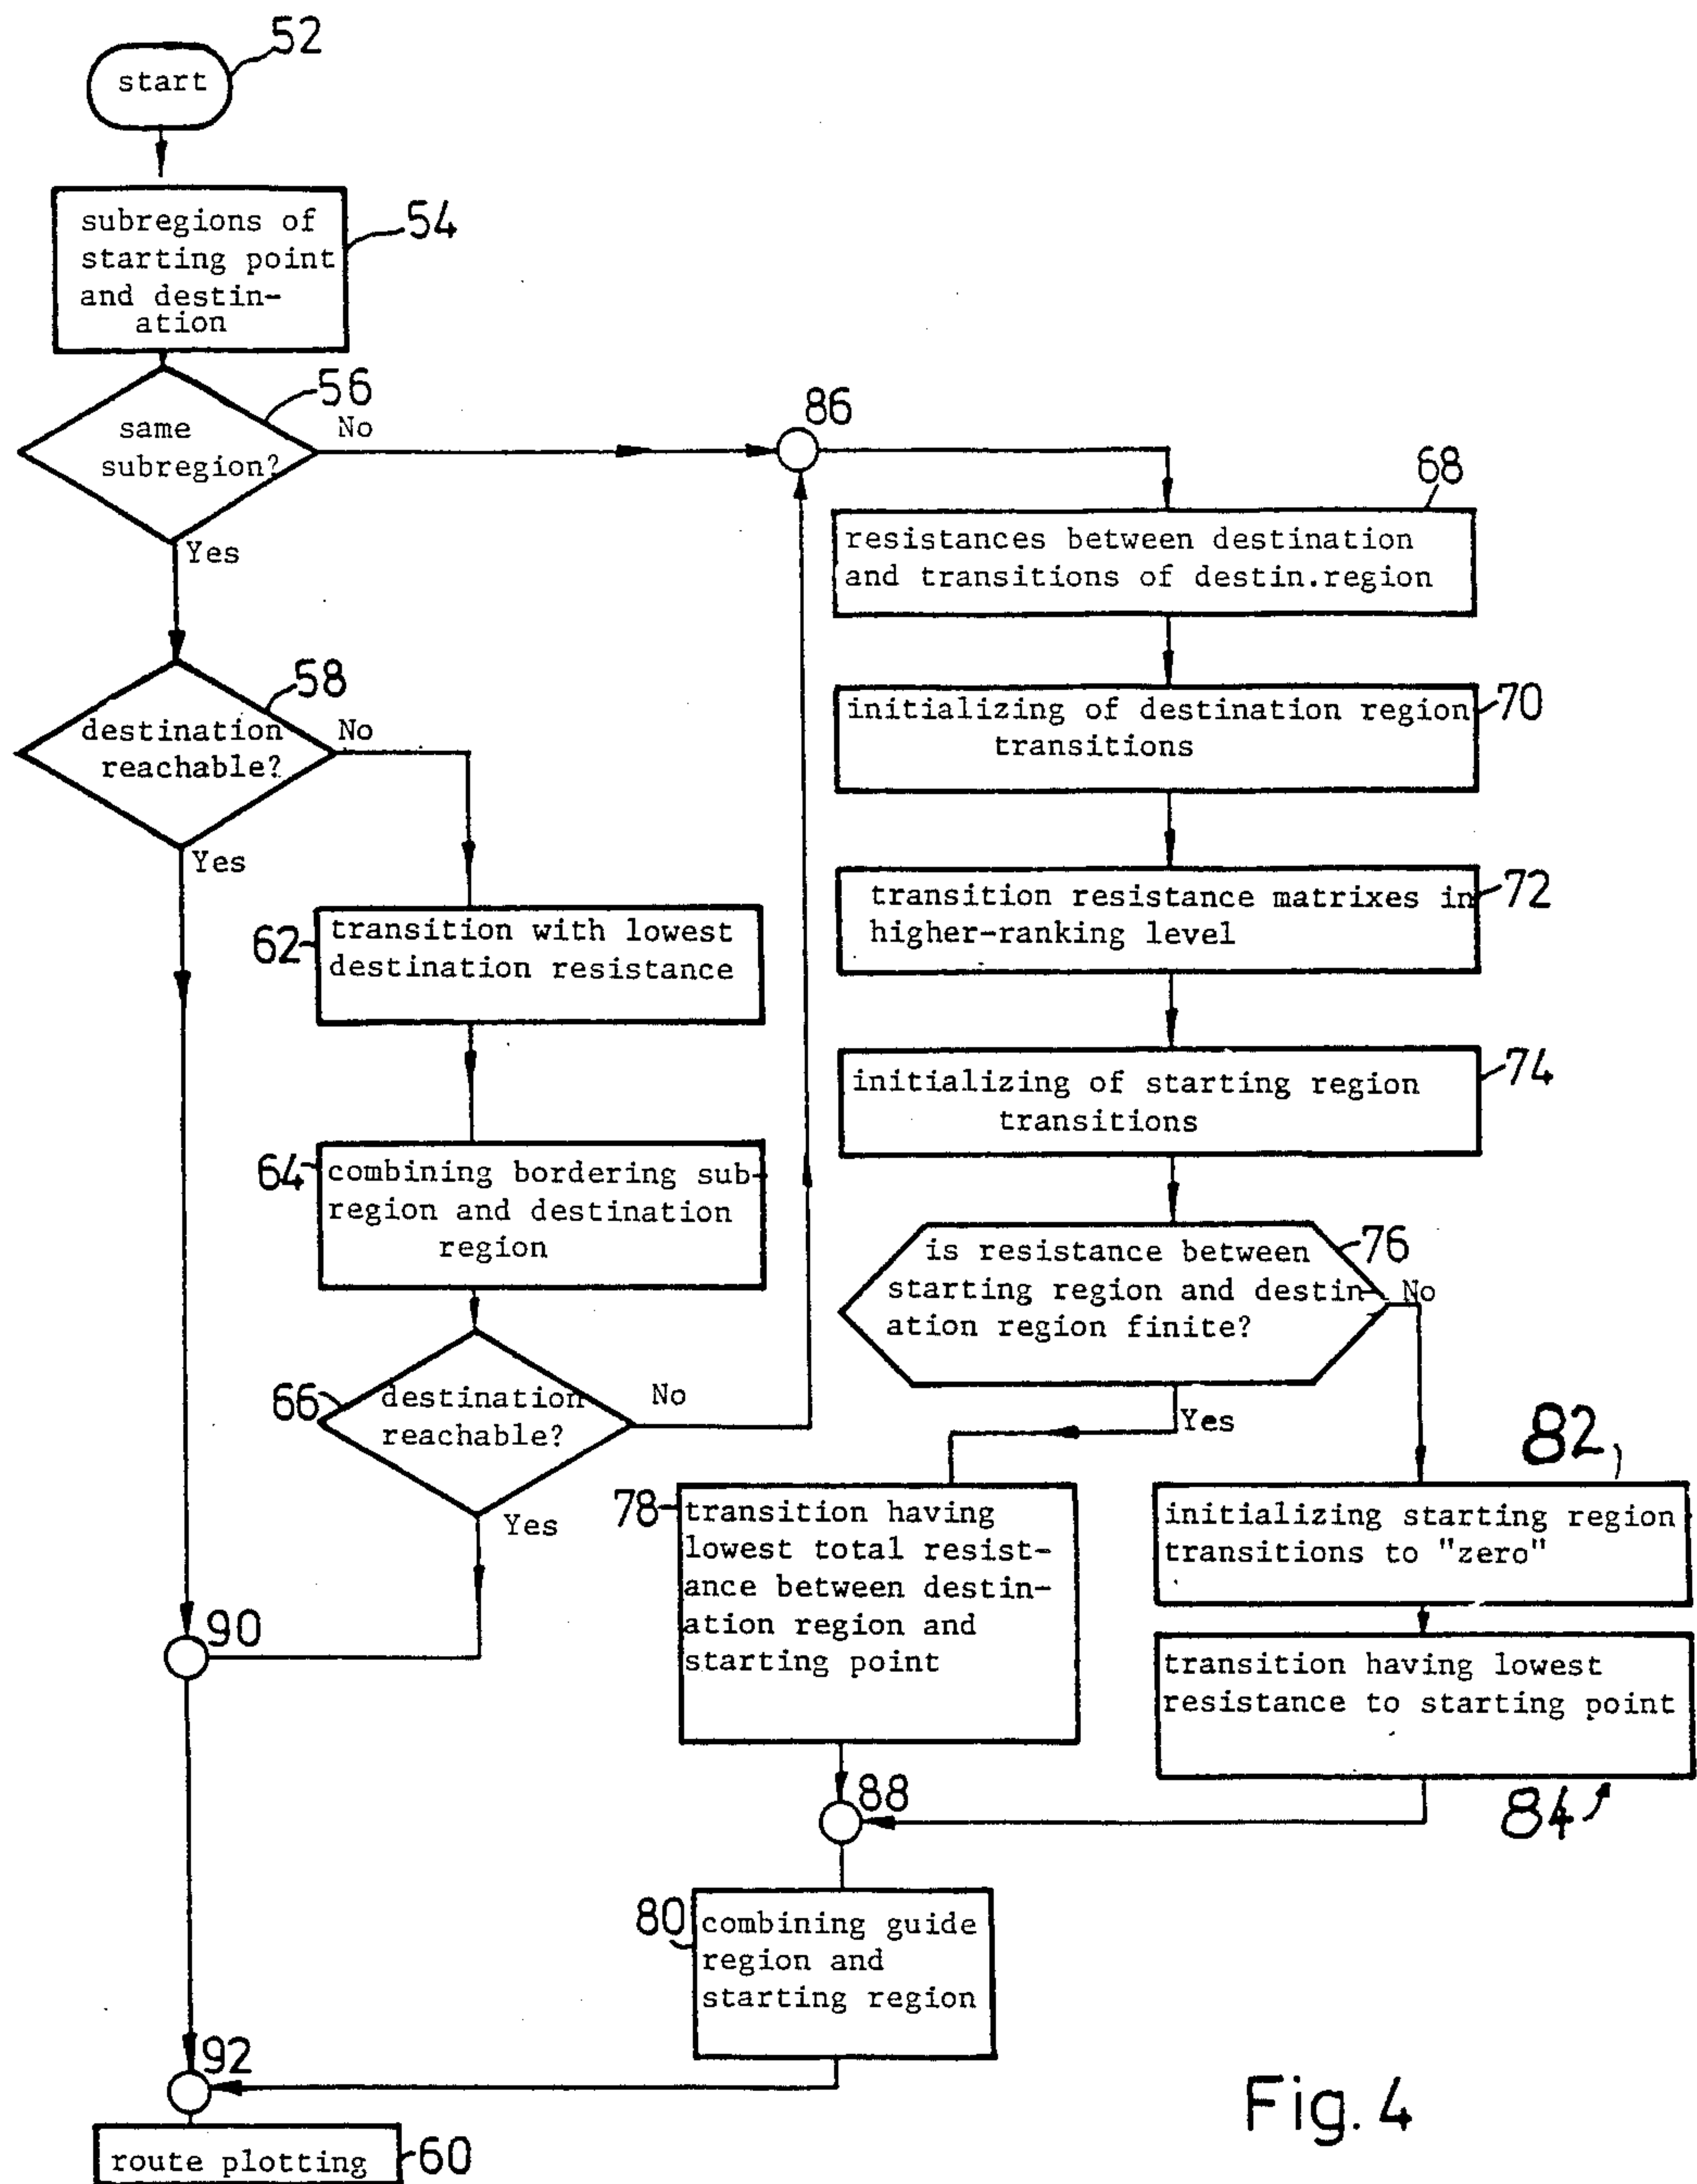 52
start
54
subregions of
starting point
and destin-
ation
56
same
subregion?
No
86
Yes
68
resistances between destination
and transitions of destin.region
58
destination
reachable?
No
Yes
70
initializing of destination region
transitions
72
transition resistance matrixes in
higher-ranking level
62
transition with lowest
destination resistance
74
initializing of starting region
transitions
64
combining bordering sub-
region and destination
region
76
is resistance between
starting region and destin-
ation region finite?
No
Yes
66
destination
reachable?
No
Yes
82
initializing starting region
transitions to "zero"
78
transition having
lowest total resist-
ance between destin-
ation region and
starting point
90
transition having lowest
resistance to starting point
84
88
80
combining guide
region and
starting region
92
route plotting
60
Fig. 4